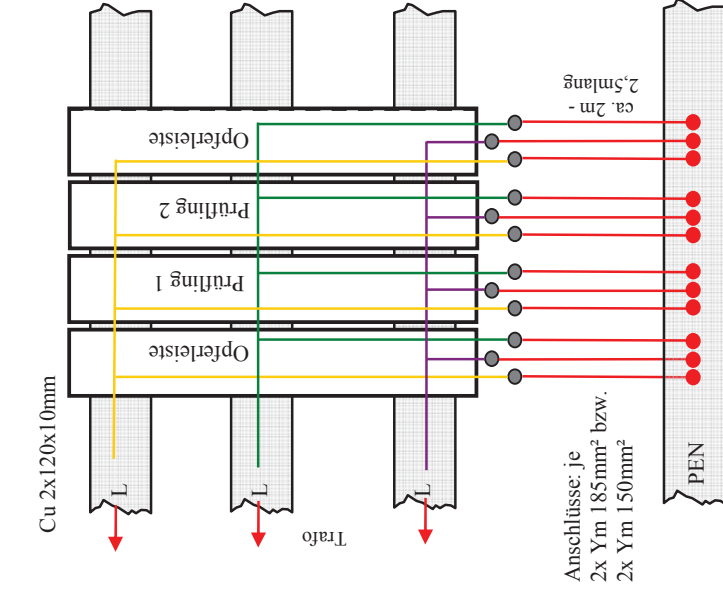 Cu 2x120x10mm
ca. 2m -
2,5mlang
Opferleiste
Prüfling 2
Prüfling 1
Opferleiste
L
L
L
Trafo
Anschlüsse: je
2x Ym 185mm² bzw.
2x Ym 150mm²
PEN